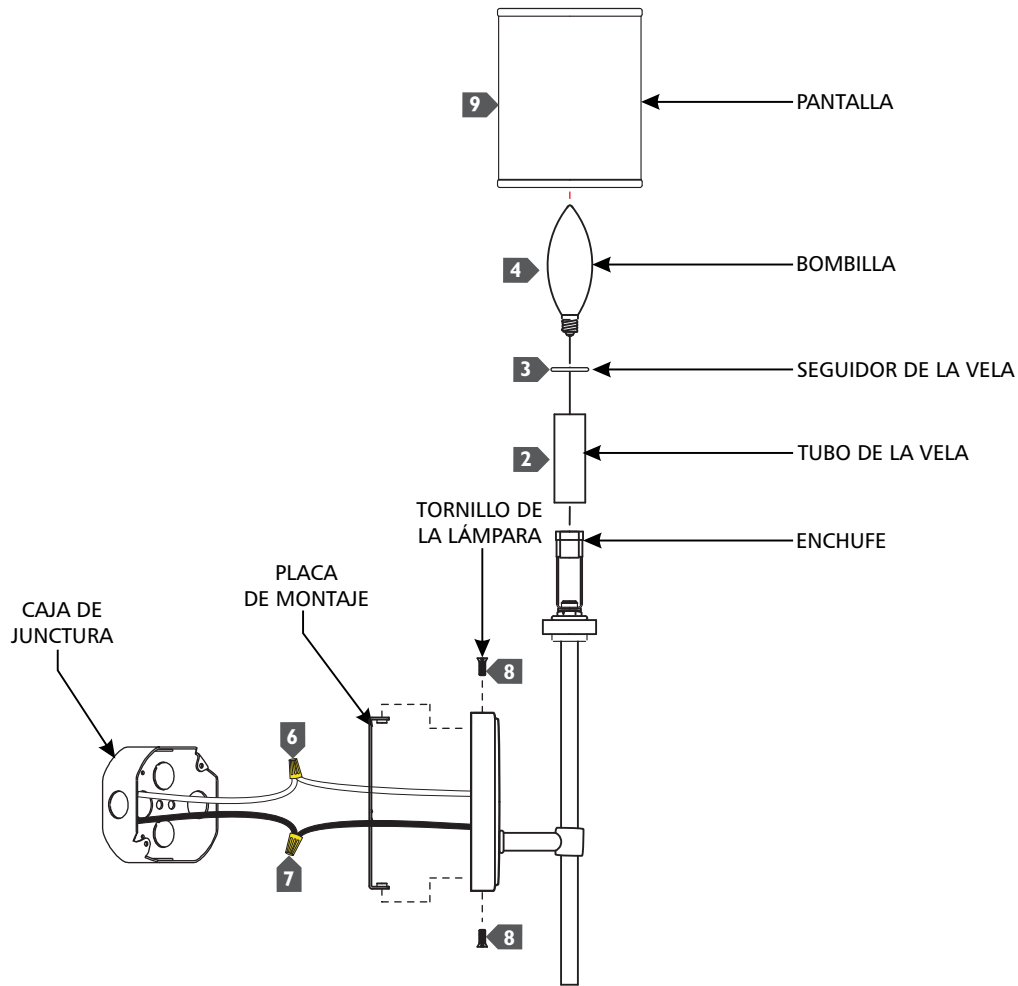 9
PANTALLA
4
BOMBILLA
3
SEGUIDOR DE LA VELA
2
TUBO DE LA VELA
TORNILLO DE
LA LÁMPARA
ENCHUFE
PLACA
DE MONTAJE
CAJA DE
JUNCTURA
8
6
7
8